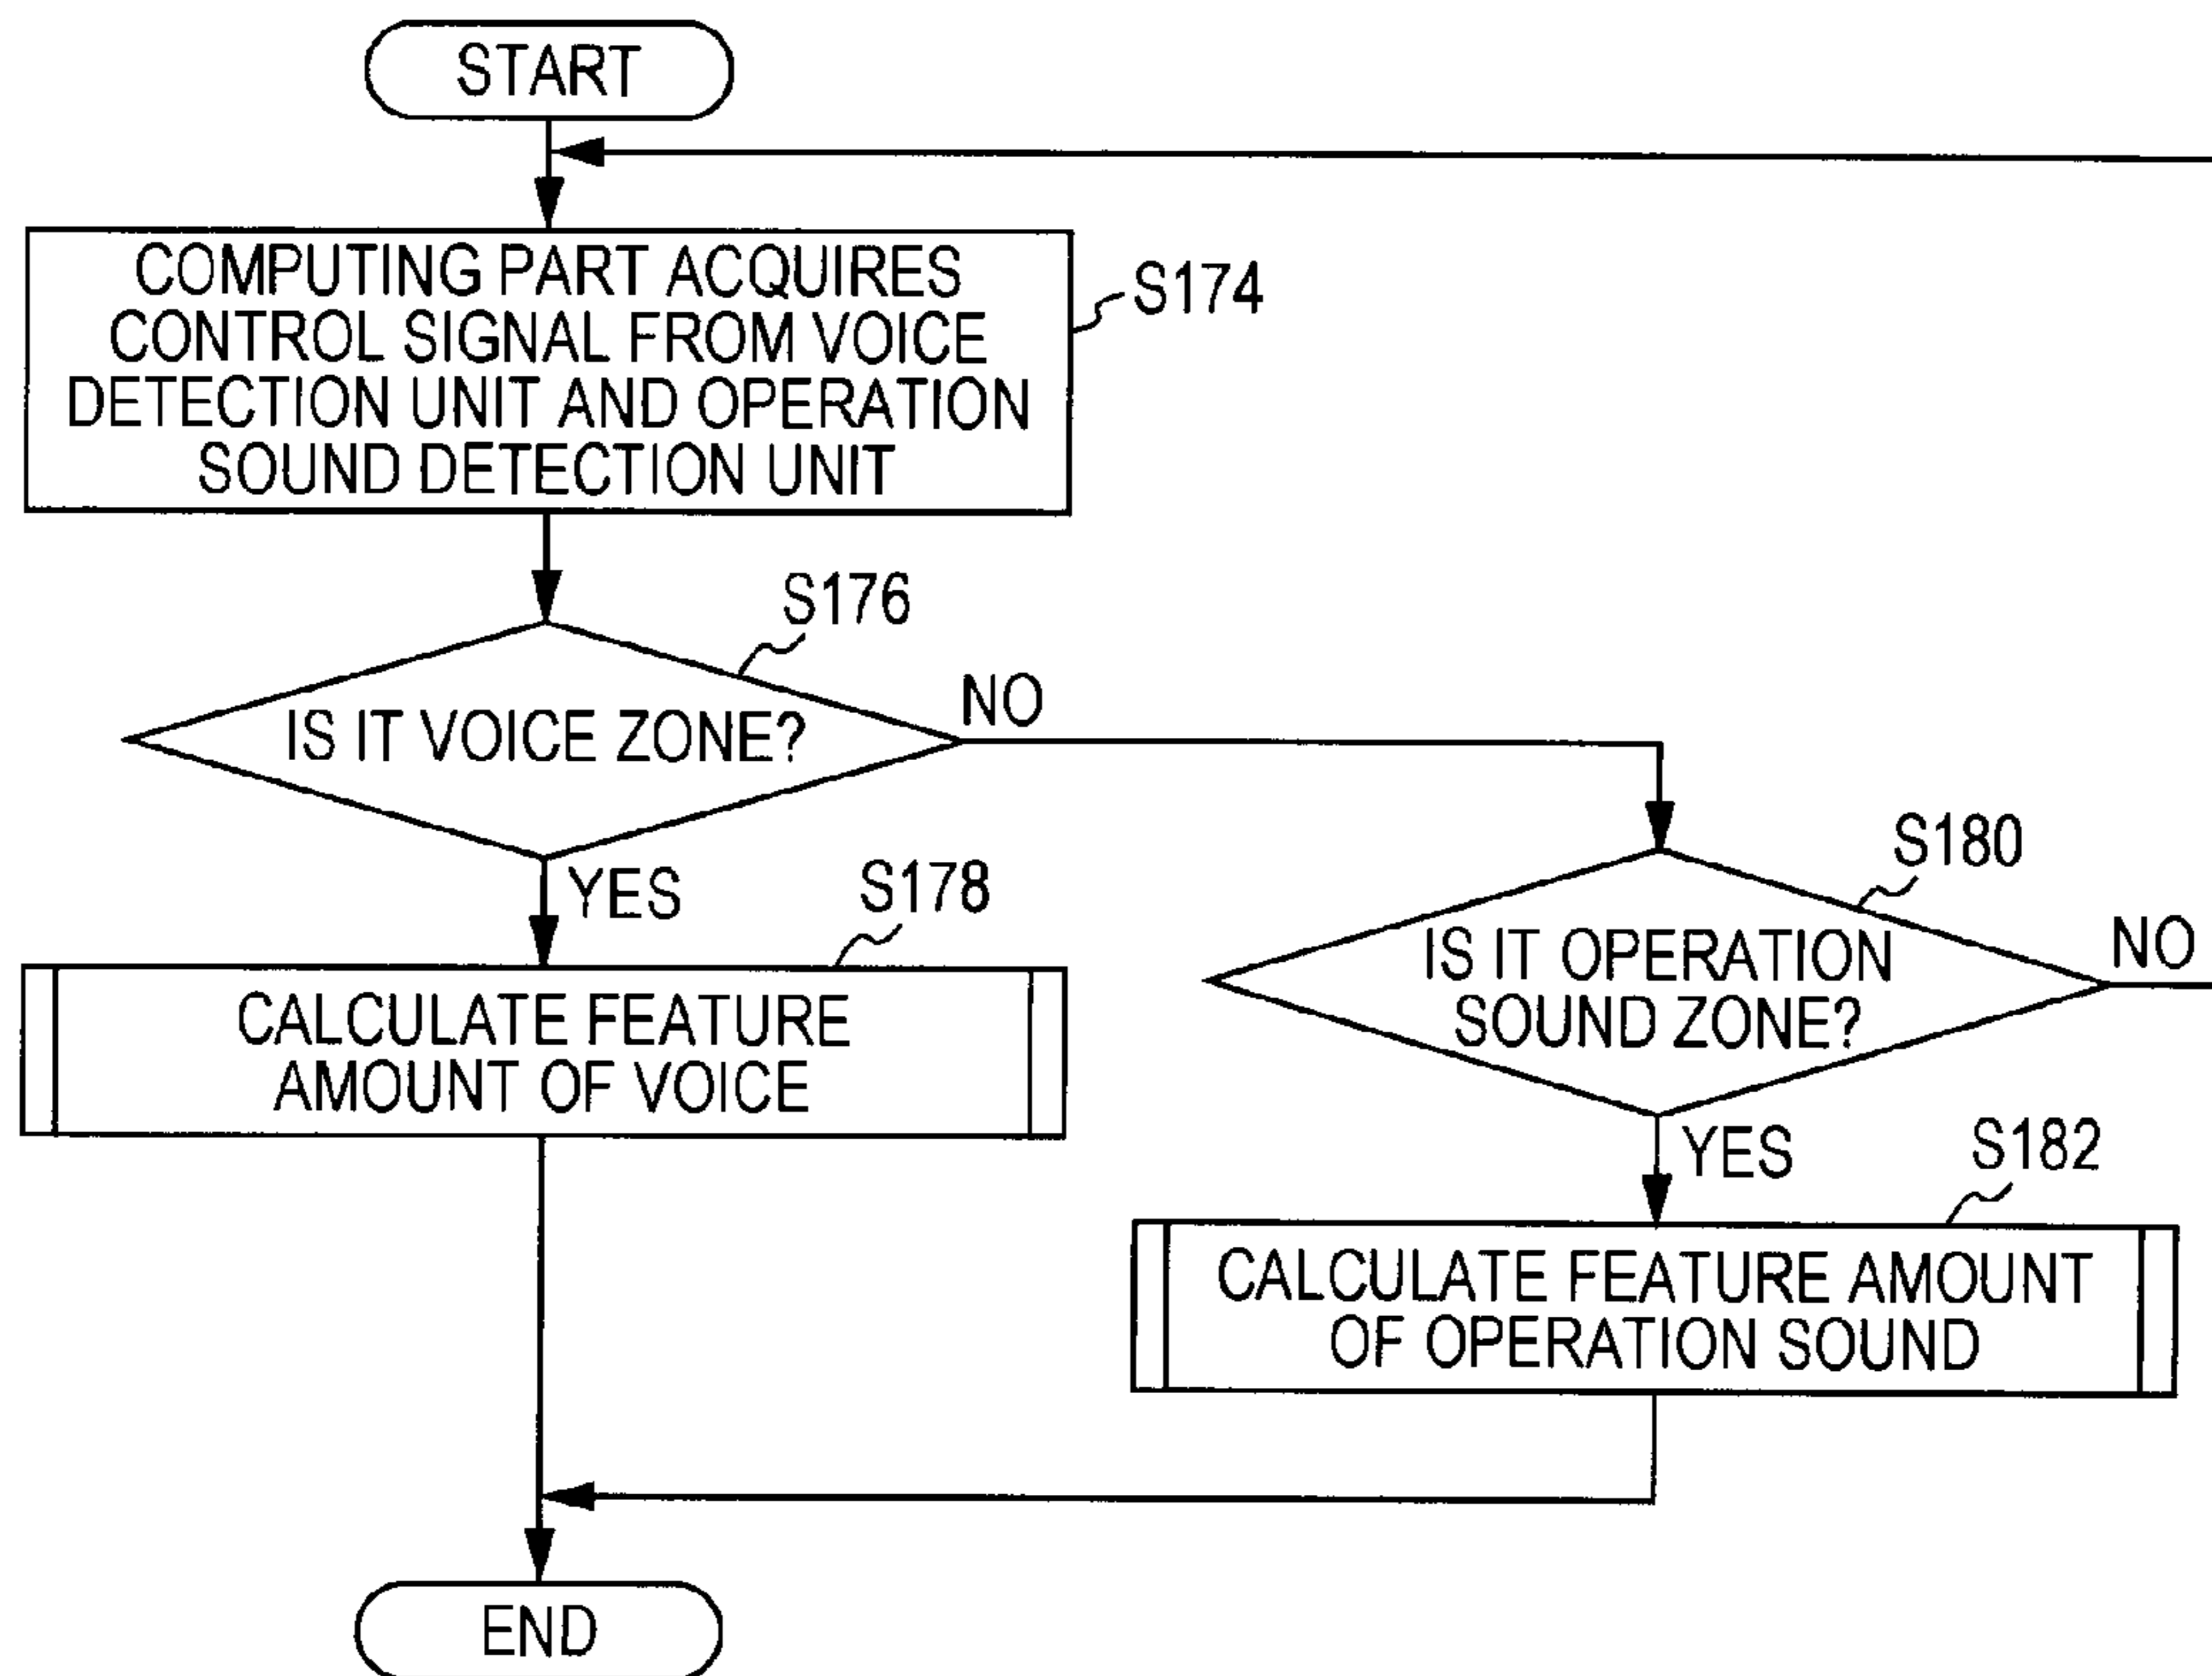 START
COMPUTING PART ACQUIRES
CONTROL SIGNAL FROM VOICE
DETECTION UNIT AND OPERATION
SOUND DETECTION UNIT
S174
S176
IS IT VOICE ZONE?
NO
YES
S178
CALCULATE FEATURE
AMOUNT OF VOICE
S180
IS IT OPERATION
SOUND ZONE?
NO
YES
S182
CALCULATE FEATURE AMOUNT
OF OPERATION SOUND
END